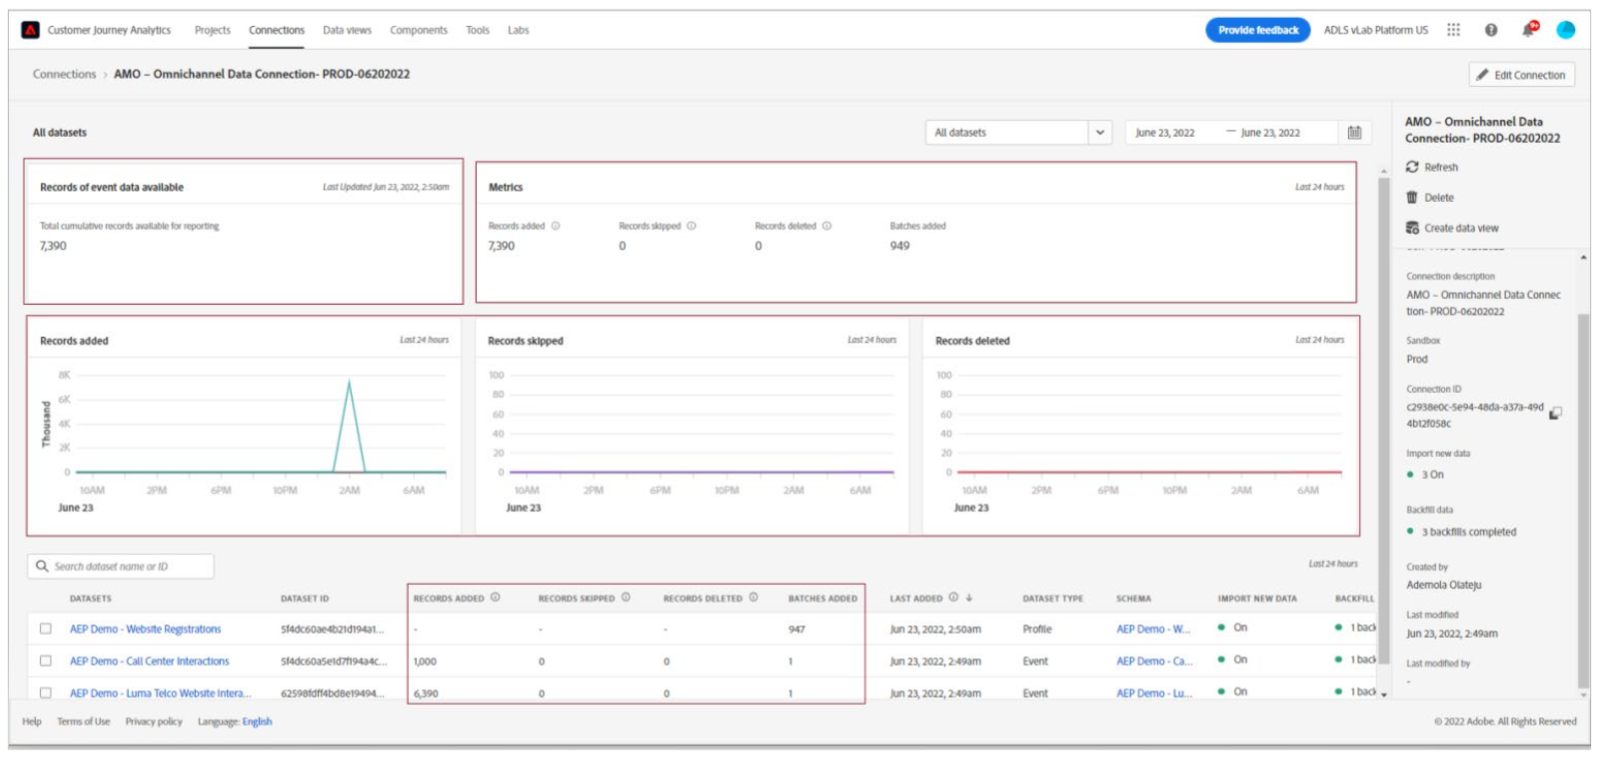 Customer Journey Analytics Projects Connections Data views Components Tools Labs Provide feedback ADLS vLab Platform US 9+
Connections > AMO – Omnichannel Data Connection- PROD-06202022 Edit Connection
All datasets All datasets June 23, 2022 — June 23, 2022
Records of event data available Last Updated Jun 23, 2022, 2:50am
Total cumulative records available for reporting
7,390
Metrics Last 24 hours
Records added Records skipped Records deleted Batches added
7,390 0 0 949
Records added Last 24 hours
Thousand
8K
6K
4K
2K
0
10AM 2PM 6PM 10PM 2AM 6AM
June 23
Records skipped Last 24 hours
100
80
60
40
20
0
10AM 2PM 6PM 10PM 2AM 6AM
June 23
Records deleted Last 24 hours
100
80
60
40
20
0
10AM 2PM 6PM 10PM 2AM 6AM
June 23
Search dataset name or ID Last 24 hours
DATASETS DATASET ID RECORDS ADDED RECORDS SKIPPED RECORDS DELETED BATCHES ADDED LAST ADDED DATASET TYPE SCHEMA IMPORT NEW DATA BACKFILL
AEP Demo - Website Registrations 5f4dc60ae4b21d194a1... - - - 947 Jun 23, 2022, 2:50am Profile AEP Demo - W... On 1 back
AEP Demo - Call Center Interactions 5f4dc60a5e1d7f194a4c... 1,000 0 0 1 Jun 23, 2022, 2:49am Event AEP Demo - Ca... On 1 back
AEP Demo - Luma Telco Website Intera... 62598fdff4bd8e19494... 6,390 0 0 1 Jun 23, 2022, 2:49am Event AEP Demo - Lu... On 1 back
AMO – Omnichannel Data
Connection- PROD-06202022
Refresh
Delete
Create data view
Connection description
AMO – Omnichannel Data Connec
tion- PROD-06202022
Sandbox
Prod
Connection ID
c2938e0c-5e94-48da-a37a-49d
4b12f058c
Import new data
3 On
Backfill data
3 backfills completed
Created by
Ademola Olateju
Last modified
Jun 23, 2022, 2:49am
Last modified by
-
Help Terms of Use Privacy policy Language: English © 2022 Adobe. All Rights Reserved